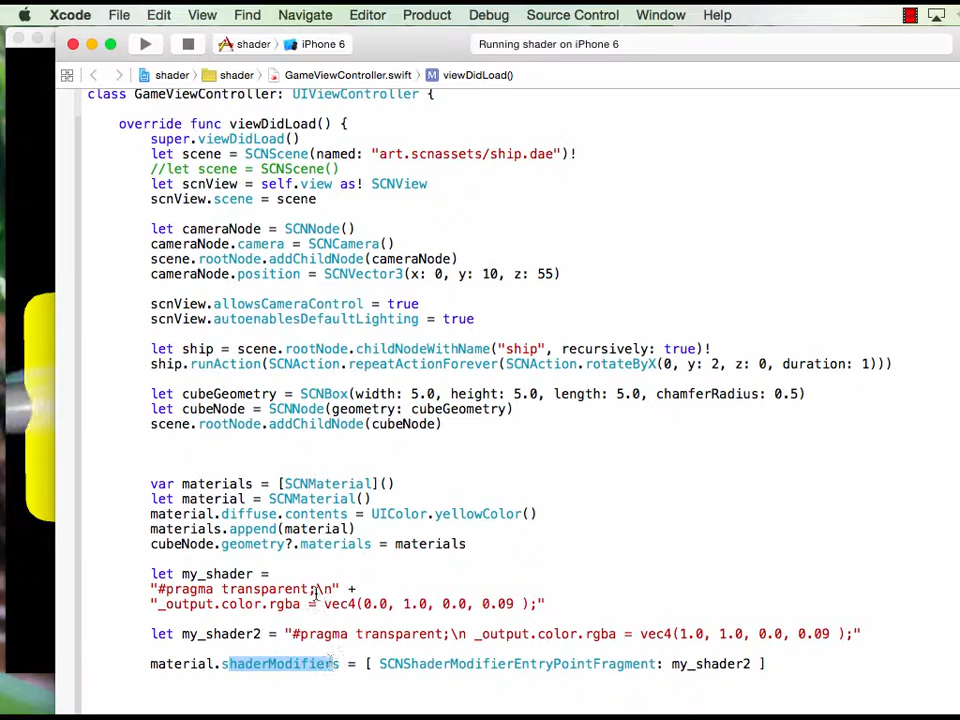 Xcode File Edit View Find Navigate Editor Product Debug Source Control Window Help
shader iPhone 6 Running shader on iPhone 6
shader shader GameViewController.swift M viewDidLoad()
class GameViewController: UIViewController {
override func viewDidLoad() {
super.viewDidLoad()
let scene = SCNScene(named: "art.scnassets/ship.dae")!
//let scene = SCNScene()
let scnView = self.view as! SCNView
scnView.scene = scene
let cameraNode = SCNNode()
cameraNode.camera = SCNCamera()
scene.rootNode.addChildNode(cameraNode)
cameraNode.position = SCNVector3(x: 0, y: 10, z: 55)
scnView.allowsCameraControl = true
scnView.autoenablesDefaultLighting = true
let ship = scene.rootNode.childNodeWithName("ship", recursively: true)!
ship.runAction(SCNAction.repeatActionForever(SCNAction.rotateByX(0, y: 2, z: 0, duration: 1)))
let cubeGeometry = SCNBox(width: 5.0, height: 5.0, length: 5.0, chamferRadius: 0.5)
let cubeNode = SCNNode(geometry: cubeGeometry)
scene.rootNode.addChildNode(cubeNode)
var materials = [SCNMaterial]()
let material = SCNMaterial()
material.diffuse.contents = UIColor.yellowColor()
materials.append(material)
cubeNode.geometry?.materials = materials
let my_shader =
"#pragma transparent;\n" +
"_output.color.rgba = vec4(0.0, 1.0, 0.0, 0.09 );"
let my_shader2 = "#pragma transparent;\n _output.color.rgba = vec4(1.0, 1.0, 0.0, 0.09 );"
material.shaderModifiers = [ SCNShaderModifierEntryPointFragment: my_shader2 ]